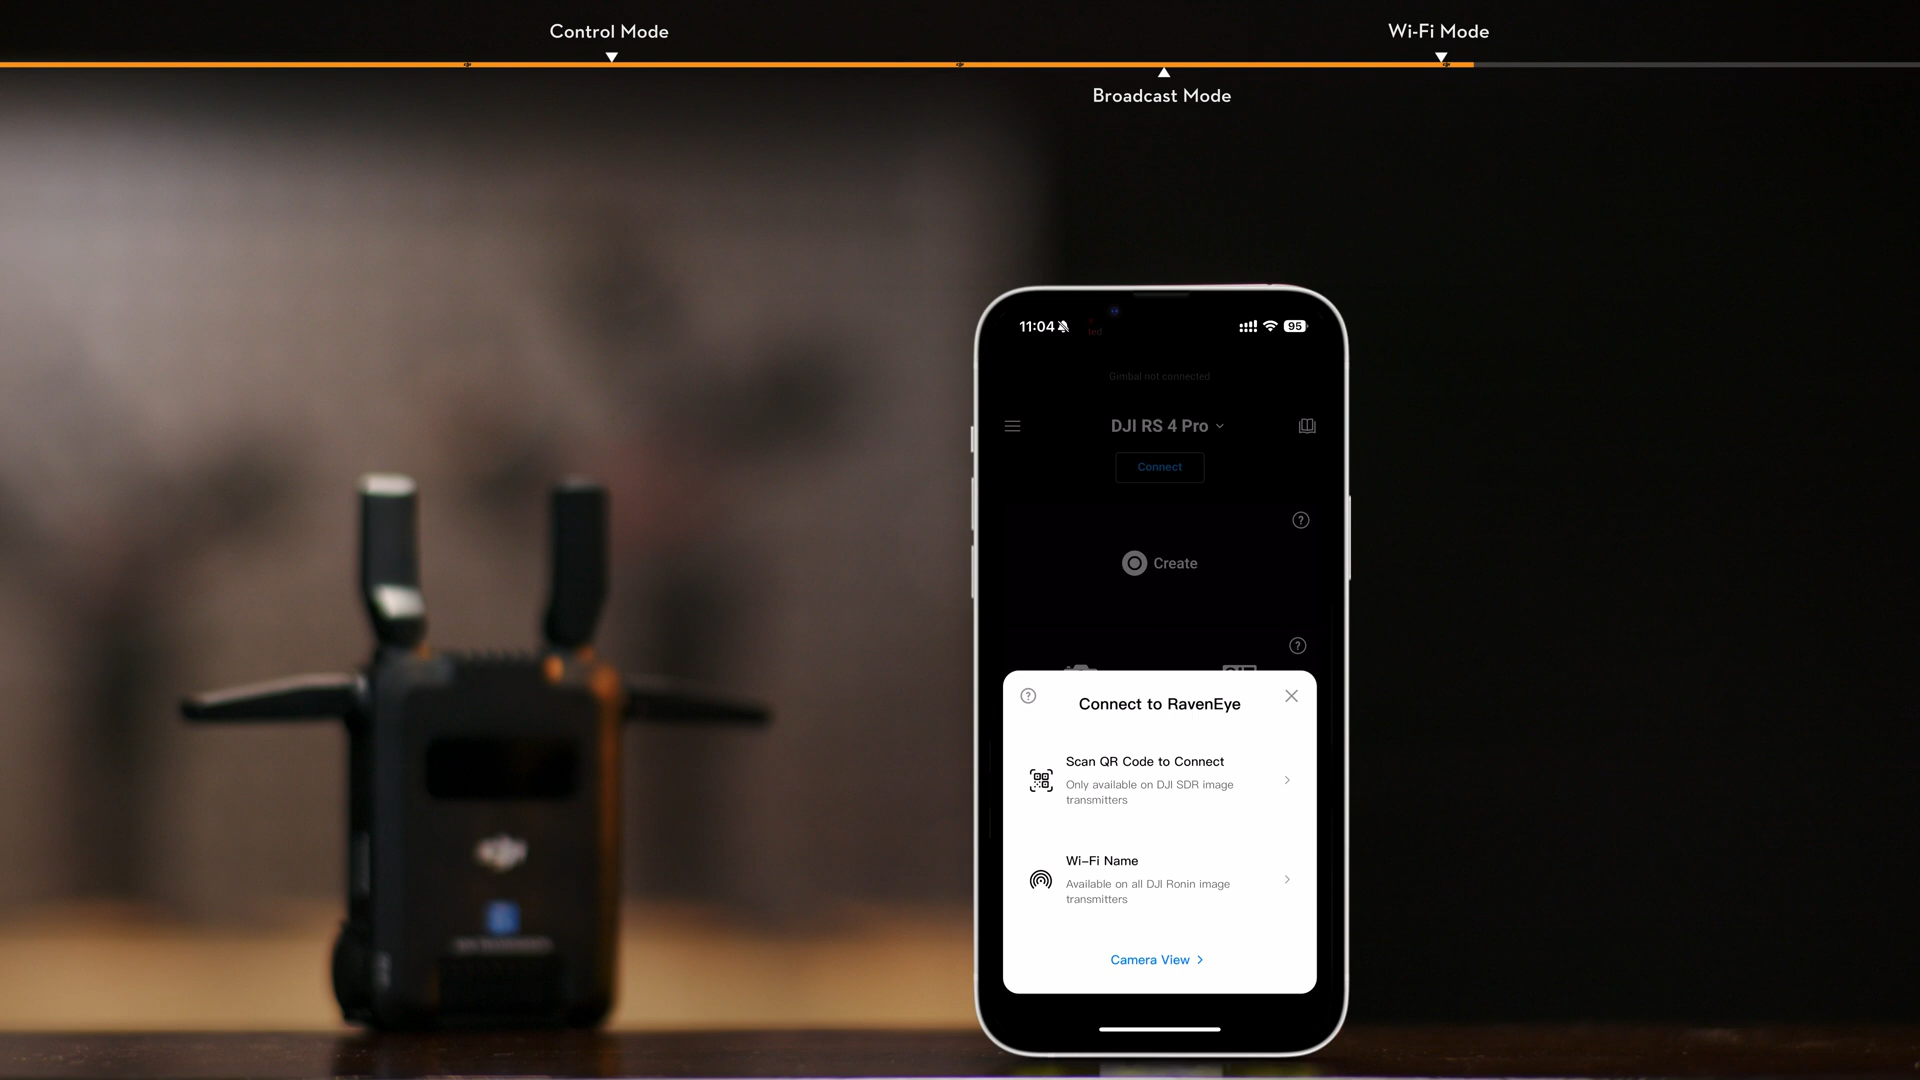 Control Mode
Wi-Fi Mode
Broadcast Mode
11:04
95
Gimbal not connected
DJI RS 4 Pro
Connect
Create
Connect to RavenEye
Scan QR Code to Connect
Only available on DJI SDR image
transmitters
Wi-Fi Name
Available on all DJI Ronin image
transmitters
Camera View